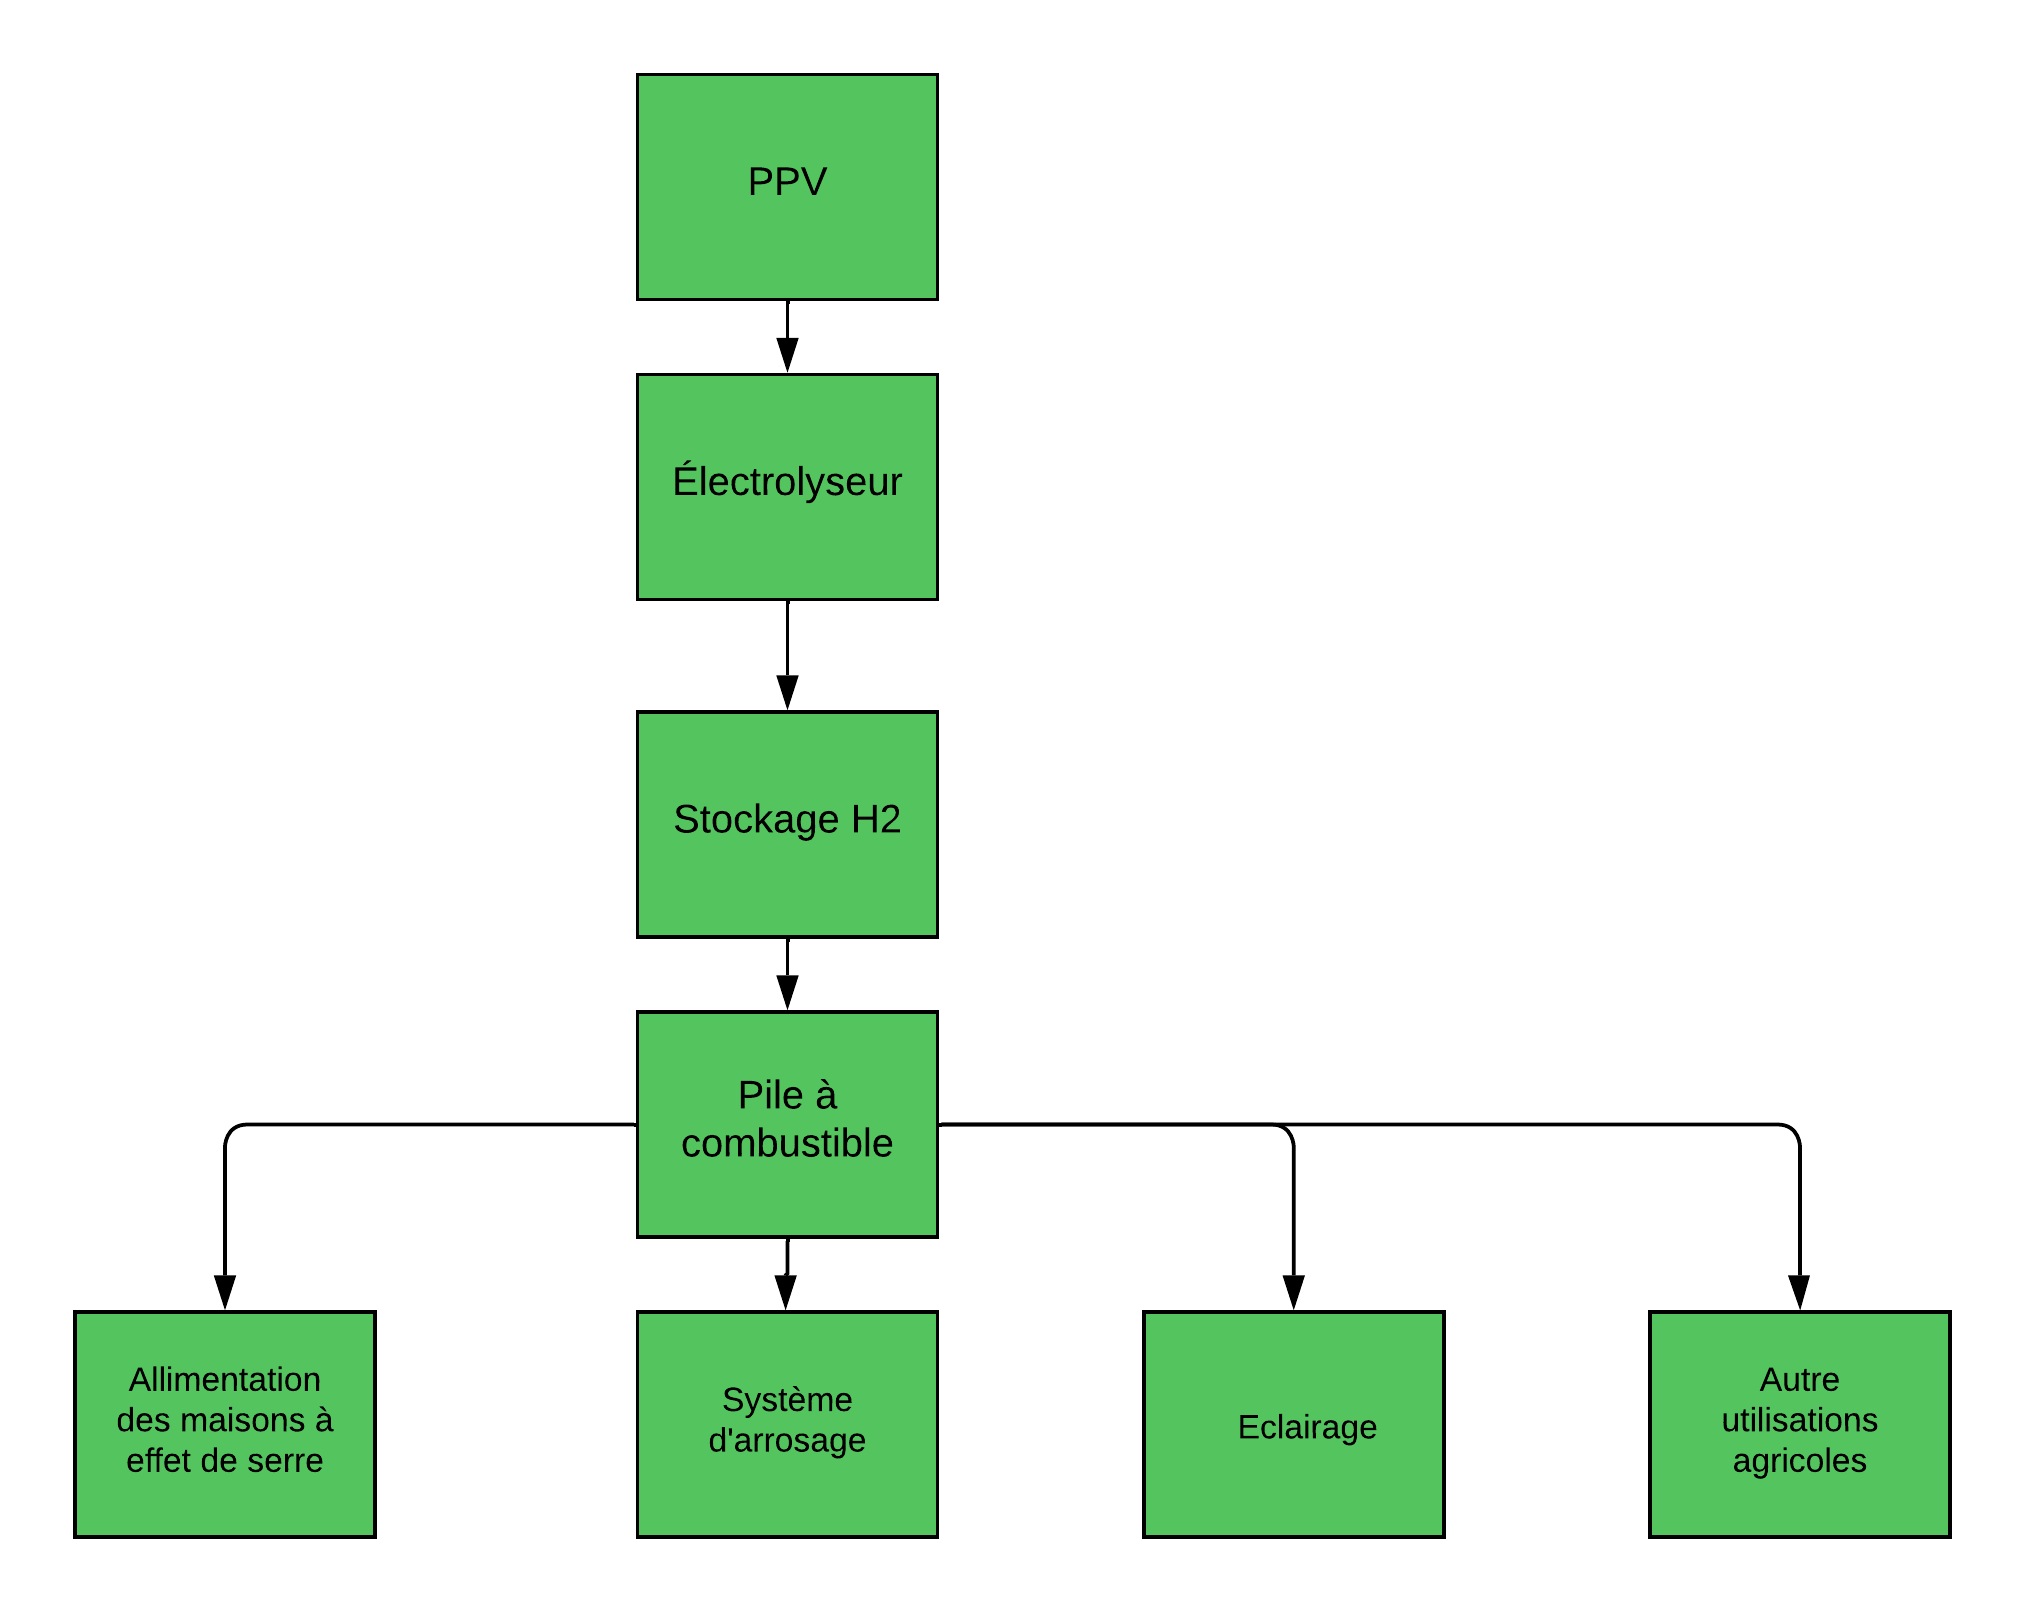 PPV
Électrolyseur
Stockage H2
Pile à
combustible
Allimentation
des maisons à
effet de serre
Système
d'arrosage
Eclairage
Autre
utilisations
agricoles